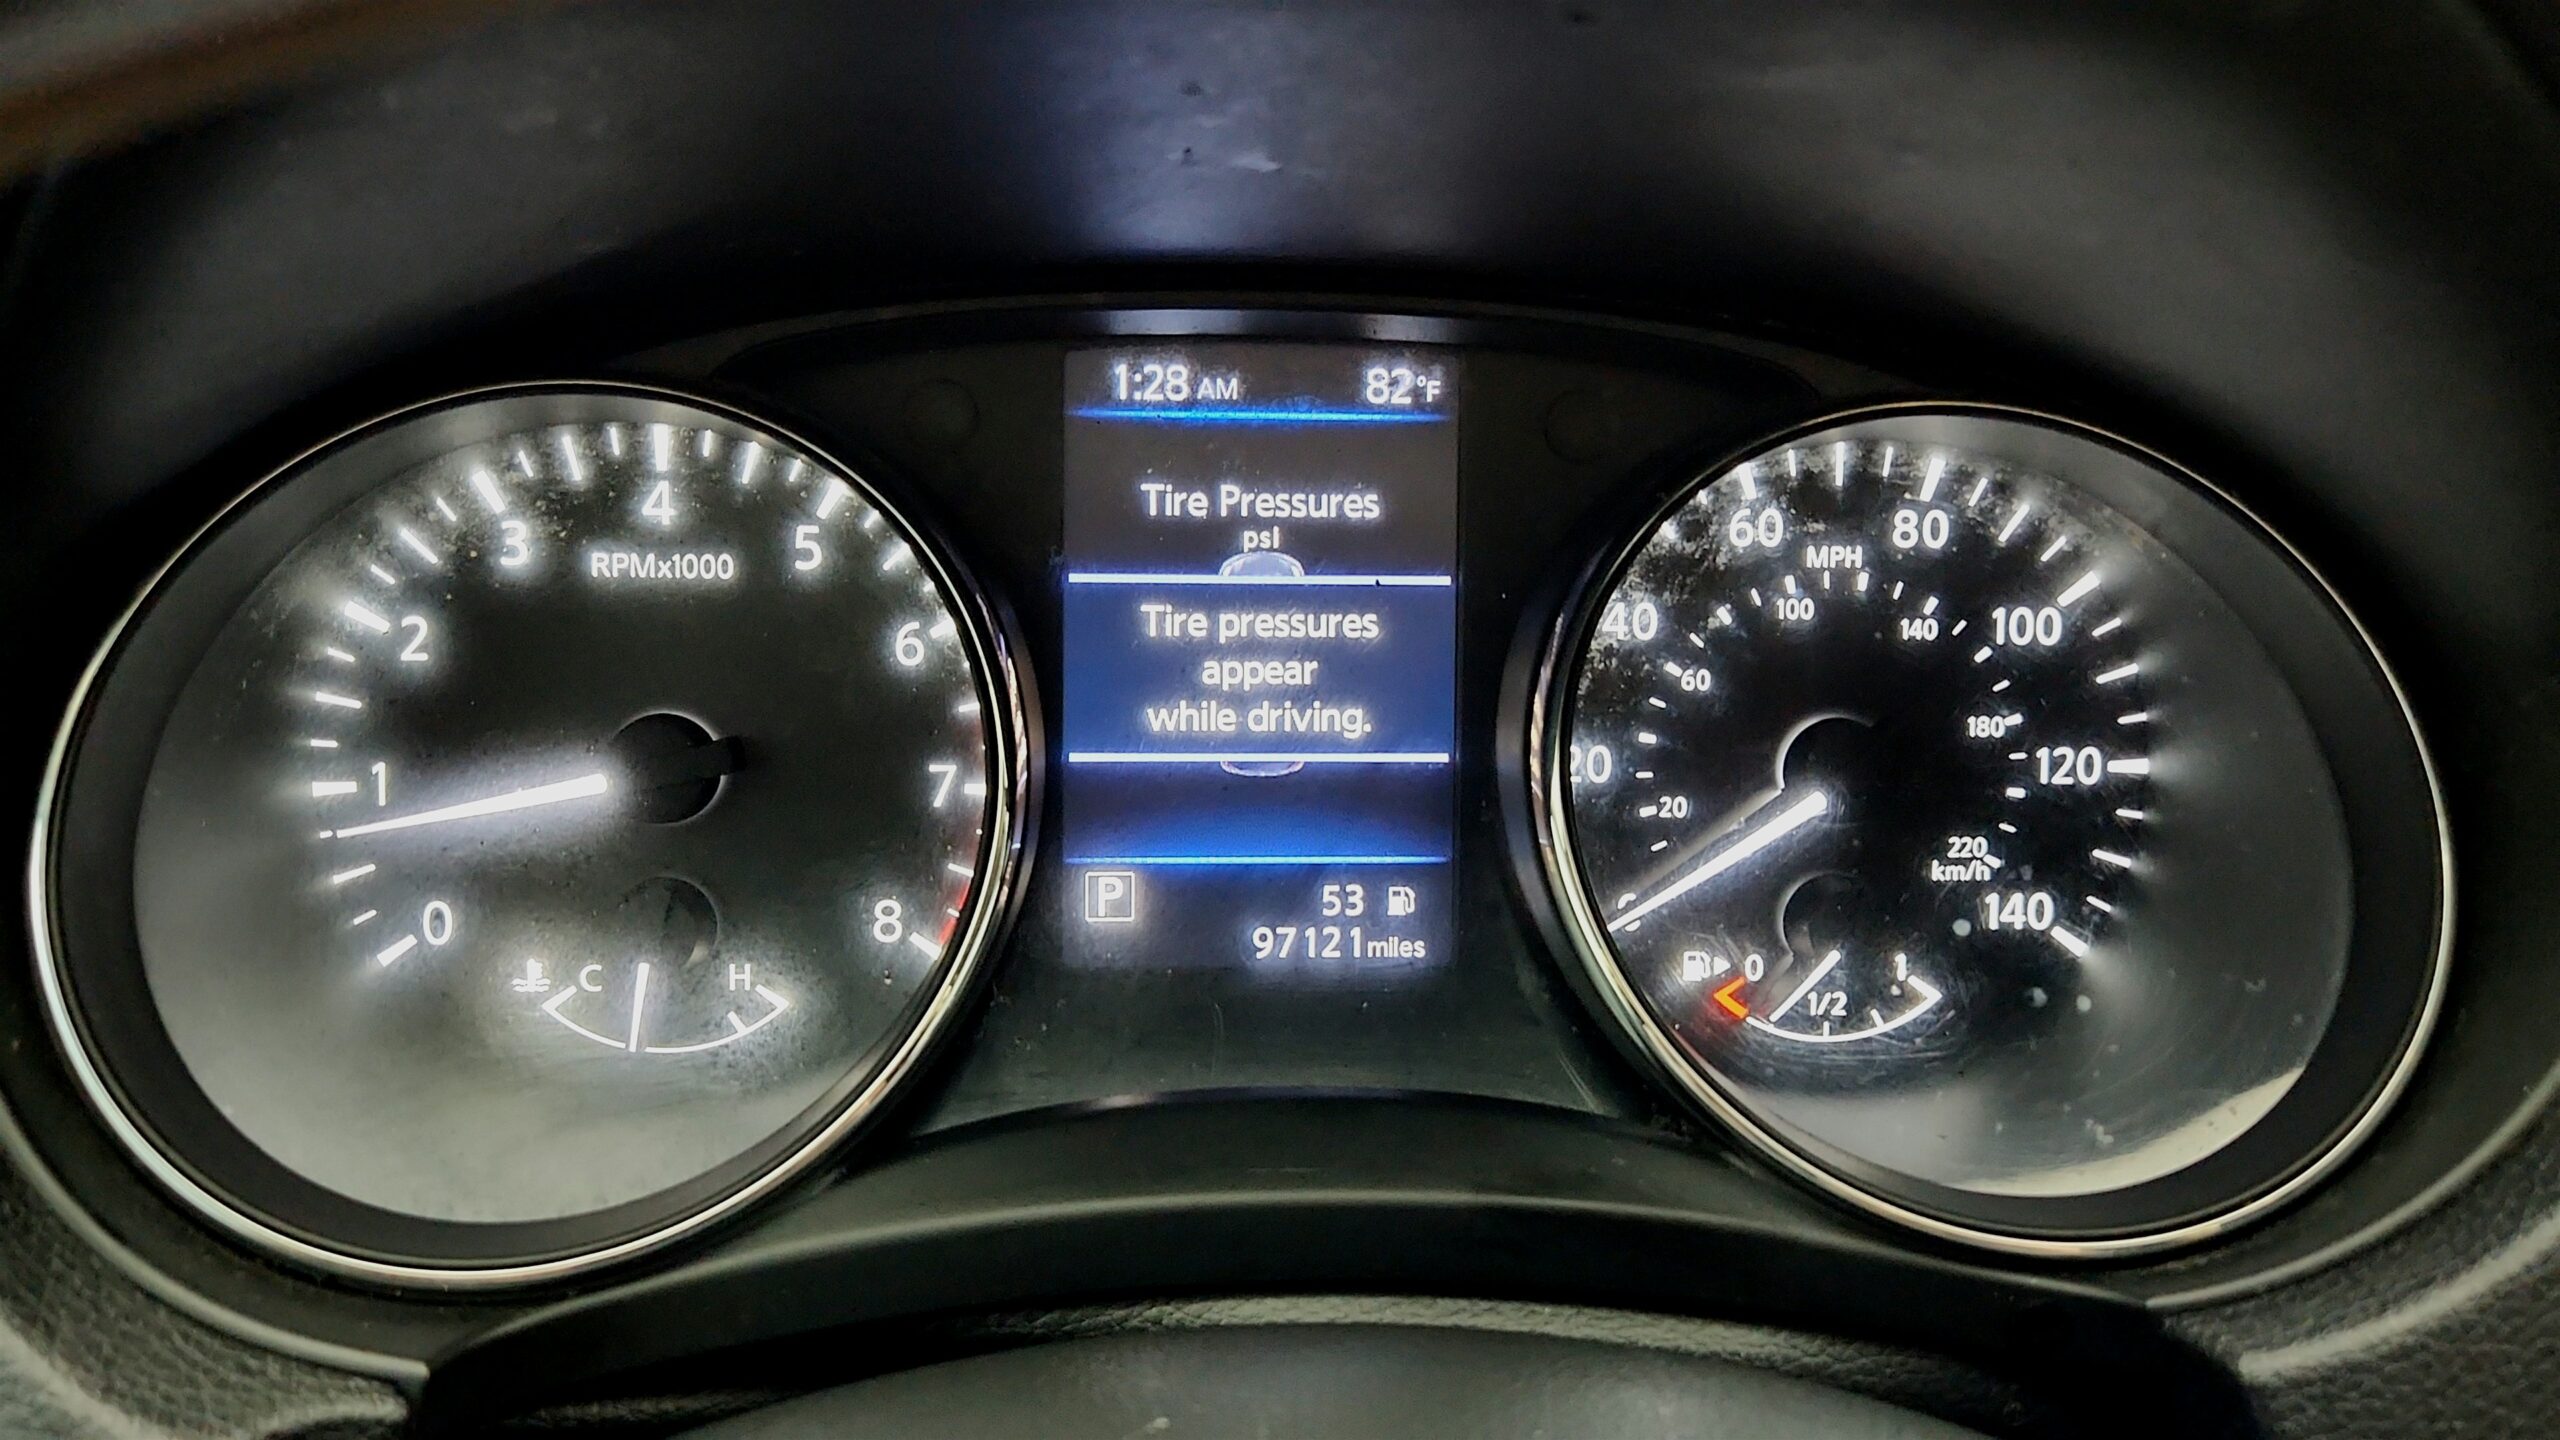 1:28 AM 82°F
Tire Pressures
psi
Tire pressures
appear
while driving.
P 53
97121 miles
0
1
2
3
4
5
6
7
8
RPMx1000
C H
20
40
60
80
100
120
140
MPH
20
60
100
140
180
220
km/h
0 1/2 1